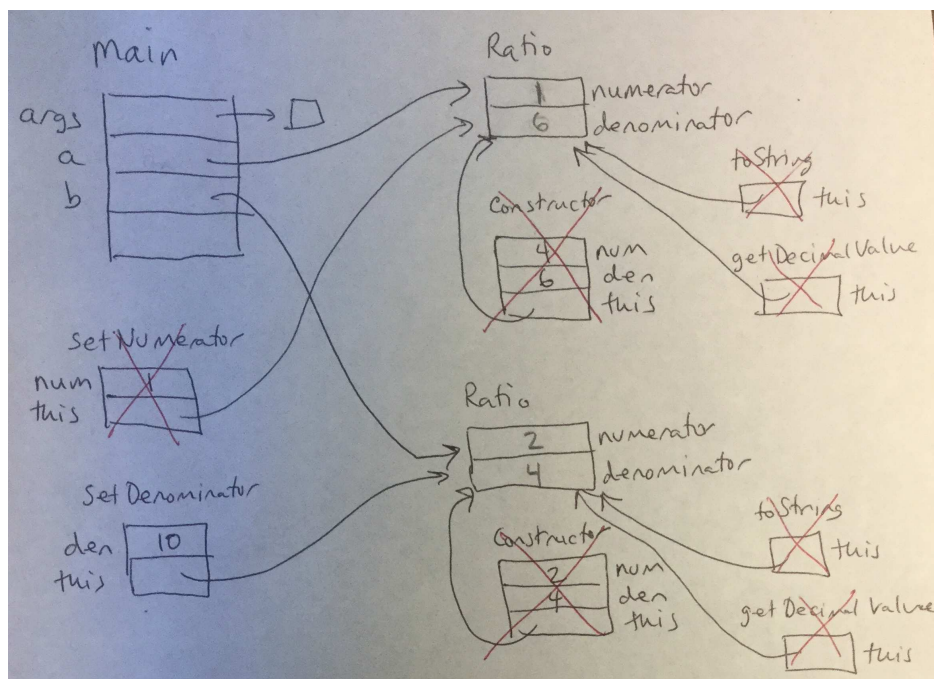 Main
args
a
b
Ratio
1 numerator
6 denominator
toString
this
Constructor
4 num
6 den
this
getDecimalValue
this
setNumerator
num 1
this
Ratio
2 numerator
4 denominator
SetDenominator
den 10
this
Constructor
2 num
4 den
this
toString
this
getDecimalValue
this